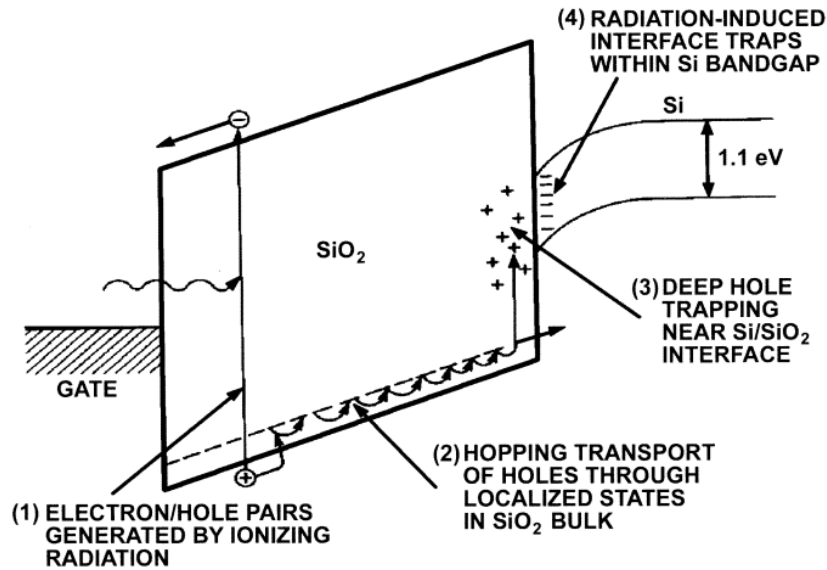 (4) RADIATION-INDUCED
INTERFACE TRAPS
WITHIN Si BANDGAP
Si
1.1 eV
SiO₂
(3) DEEP HOLE
TRAPPING
NEAR Si/SiO₂
INTERFACE
GATE
(2) HOPPING TRANSPORT
OF HOLES THROUGH
LOCALIZED STATES
IN SiO₂ BULK
(1) ELECTRON/HOLE PAIRS
GENERATED BY IONIZING
RADIATION